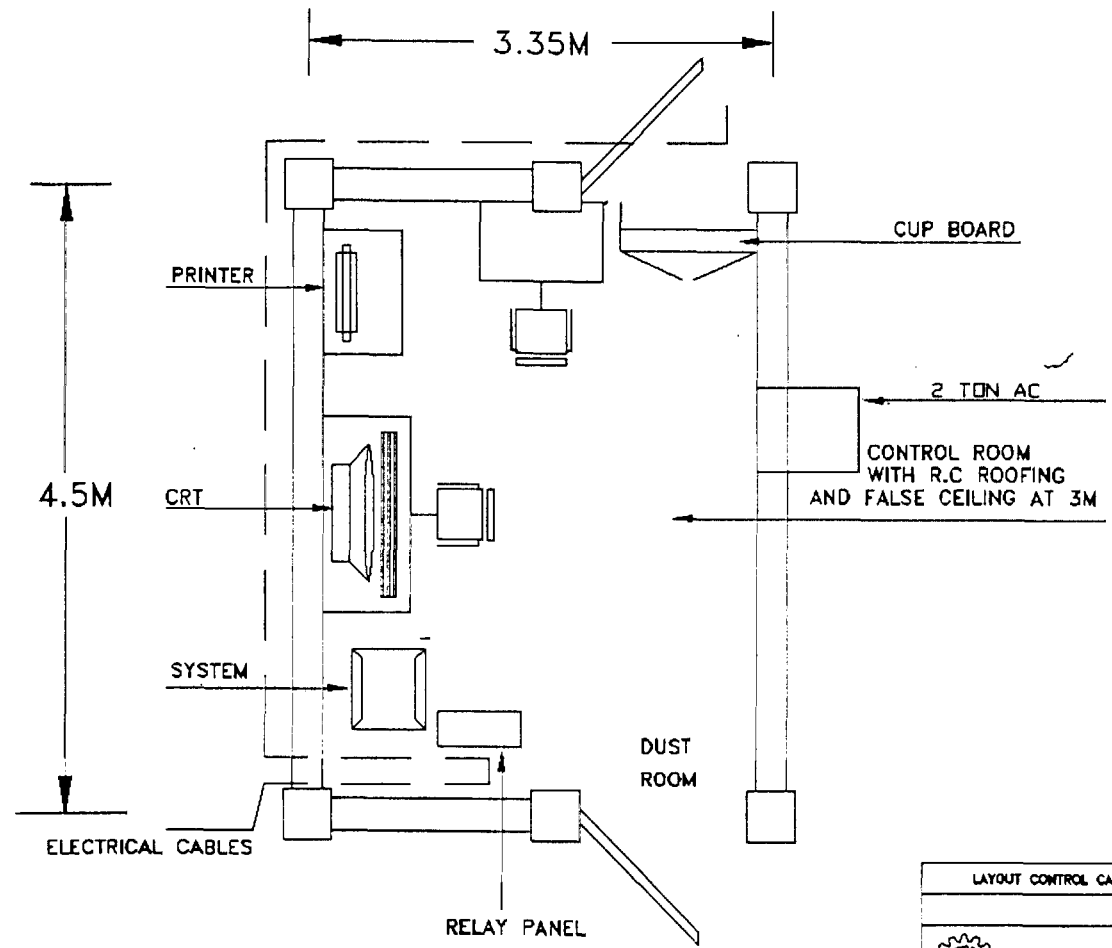 3.35M
CUP BOARD
PRINTER
2 TON AC
CONTROL ROOM
WITH R.C ROOFING
AND FALSE CEILING AT 3M
4.5M
CRT
SYSTEM
DUST
ROOM
ELECTRICAL CABLES
RELAY PANEL
LAYOUT CONTROL CA